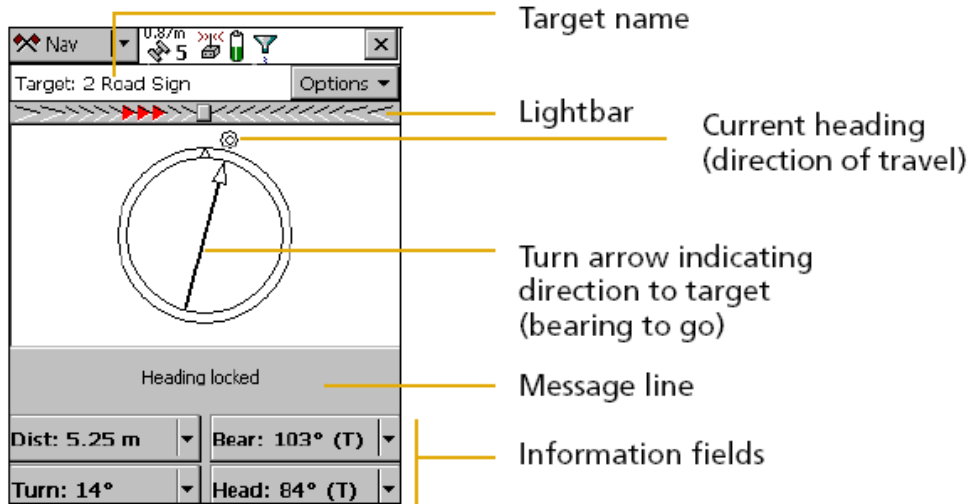 Target name
Nav
0.87m
5
Target: 2 Road Sign
Options
Lightbar
Current heading
(direction of travel)
Turn arrow indicating
direction to target
(bearing to go)
Heading locked
Message line
Dist: 5.25 m
Bear: 103° (T)
Information fields
Turn: 14°
Head: 84° (T)